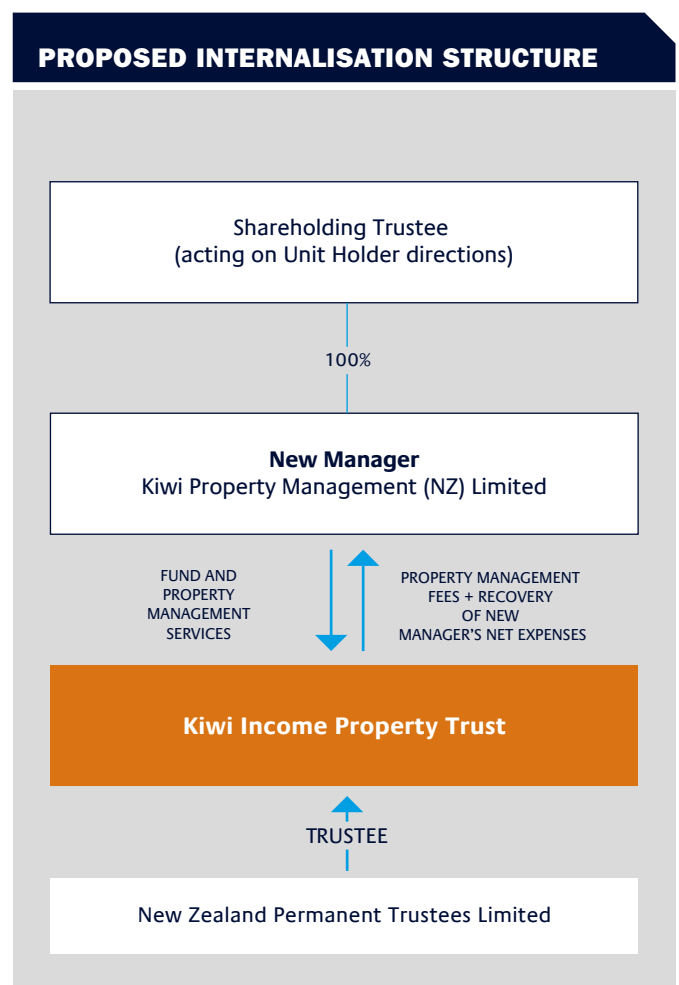 PROPOSED INTERNALISATION STRUCTURE
Shareholding Trustee
(acting on Unit Holder directions)
100%
New Manager
Kiwi Property Management (NZ) Limited
FUND AND
PROPERTY
MANAGEMENT
SERVICES
PROPERTY MANAGEMENT
FEES + RECOVERY
OF NEW
MANAGER'S NET EXPENSES
Kiwi Income Property Trust
TRUSTEE
New Zealand Permanent Trustees Limited